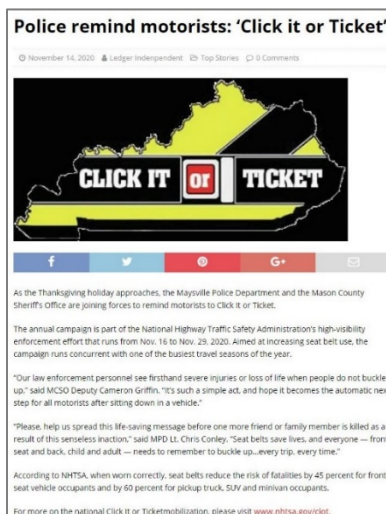 Police remind motorists: ‘Click it or Ticket’
November 14, 2020 Ledger Indenpendent Top Stories 0 Comments
CLICK IT or TICKET
f G+
As the Thanksgiving holiday approaches, the Maysville Police Department and the Mason County
Sheriff’s Office are joining forces to remind motorists to Click It or Ticket.
The annual campaign is part of the National Highway Traffic Safety Administration’s high-visibility
enforcement effort that runs from Nov. 16 to Nov. 29, 2020. Aimed at increasing seat belt use, the
campaign runs concurrent with one of the busiest travel seasons of the year.
“Our law enforcement personnel see firsthand severe injuries or loss of life when people do not buckle
up,” said MCSO Deputy Cameron Griffin. “It’s such a simple act, and hope it becomes the automatic next
step for all motorists after sitting down in a vehicle.”
“Please, help us spread this life-saving message before one more friend or family member is killed as a
result of this senseless inaction,” said MPD Lt. Chris Conley. “Seat belts save lives, and everyone — front
seat and back, child and adult — needs to remember to buckle up...every trip, every time.”
According to NHTSA, when worn correctly, seat belts reduce the risk of fatalities by 45 percent for front
seat vehicle occupants and by 60 percent for pickup truck, SUV and minivan occupants.
For more on the national Click It or Ticketmobilization, please visit www.nhtsa.gov/ciot.